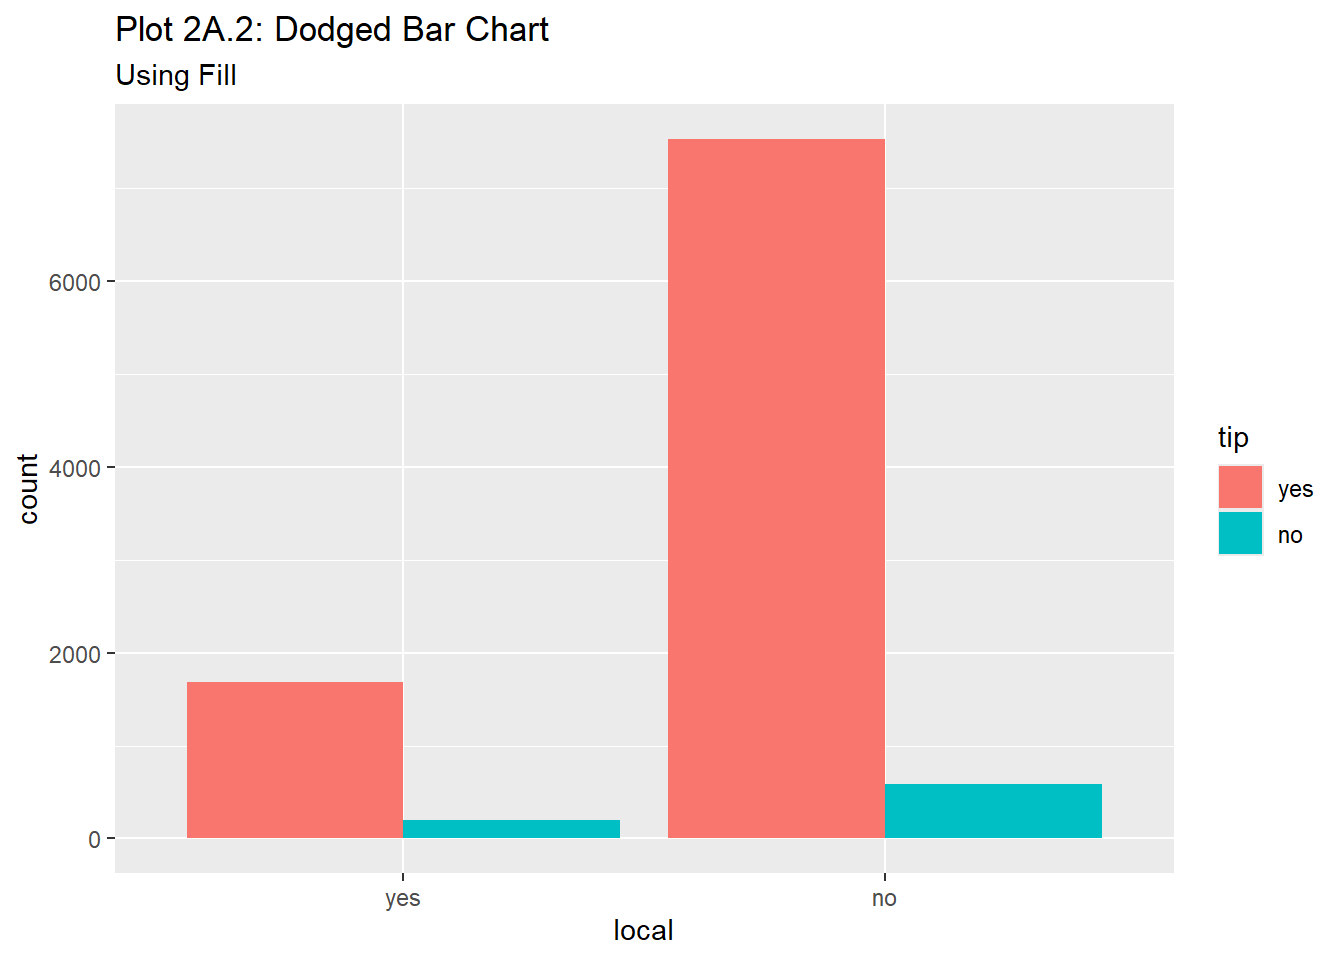 Plot 2A.2: Dodged Bar Chart
Using Fill
count
6000
4000
2000
0
yes
no
local
tip
yes
no